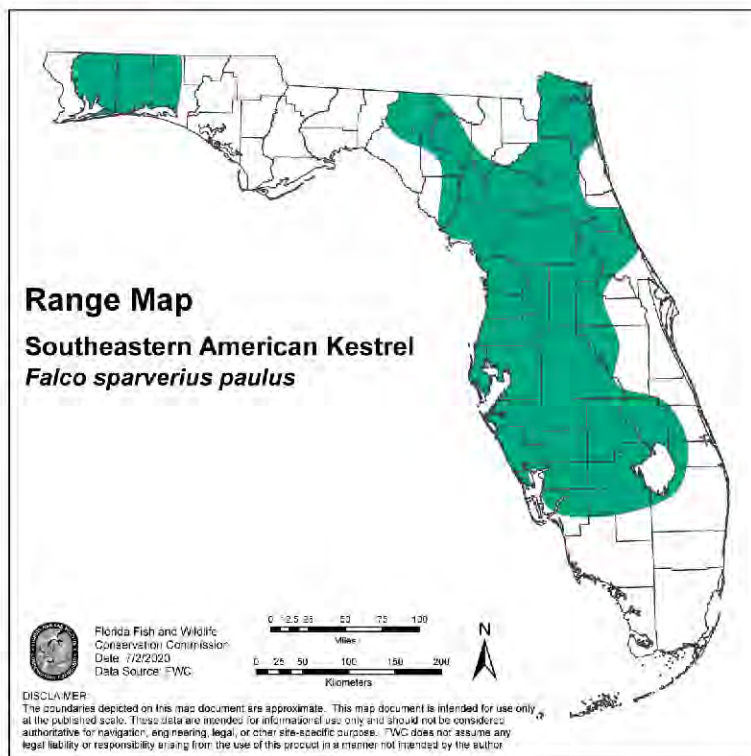 Range Map
Southeastern American Kestrel
Falco sparverius paulus
Florida Fish and Wildlife
Conservation Commission
Date: 7/2/2020
Data Source: FWC
0 12.5 25 50 75 100
Miles
0 25 50 100 150 200
Kilometers
N
DISCLAIMER:
The boundaries depicted on this map document are approximate. This map document is intended for use only
at the published scale. These data are intended for informational use only and should not be considered
authoritative for navigation, engineering, legal, or other site-specific purpose. FWC does not assume any
legal liability or responsibility arising from the use of this product in a manner not intended by the author.